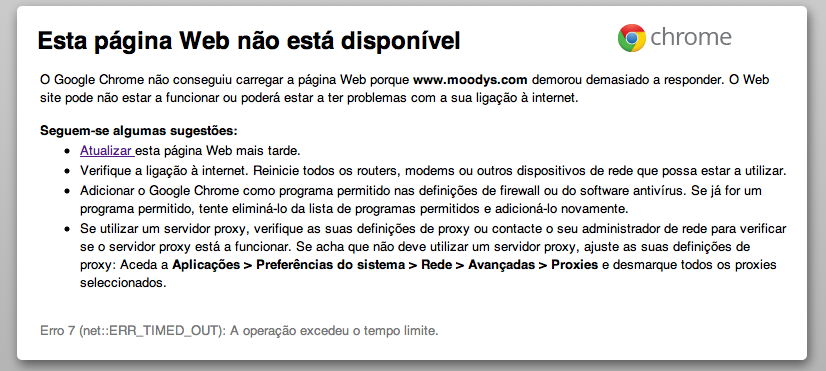 Esta página Web não está disponível
chrome
O Google Chrome não conseguiu carregar a página Web porque www.moodys.com demorou demasiado a responder. O Web
site pode não estar a funcionar ou poderá estar a ter problemas com a sua ligação à internet.
Seguem-se algumas sugestões:
Atualizar esta página Web mais tarde.
Verifique a ligação à internet. Reinicie todos os routers, modems ou outros dispositivos de rede que possa estar a utilizar.
Adicionar o Google Chrome como programa permitido nas definições de firewall ou do software antivírus. Se já for um
programa permitido, tente eliminá-lo da lista de programas permitidos e adicioná-lo novamente.
Se utilizar um servidor proxy, verifique as suas definições de proxy ou contacte o seu administrador de rede para verificar
se o servidor proxy está a funcionar. Se acha que não deve utilizar um servidor proxy, ajuste as suas definições de
proxy: Aceda a Aplicações > Preferências do sistema > Rede > Avançadas > Proxies e desmarque todos os proxies
seleccionados.
Erro 7 (net::ERR_TIMED_OUT): A operação excedeu o tempo limite.